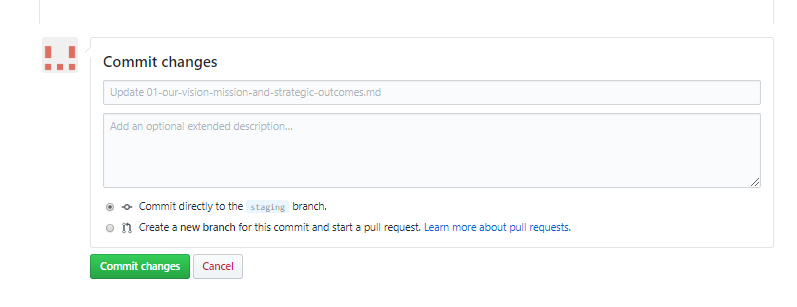 Commit changes
Update 01-our-vision-mission-and-strategic-outcomes.md
Add an optional extended description...
Commit directly to the staging branch.
Create a new branch for this commit and start a pull request. Learn more about pull requests.
Commit changes Cancel